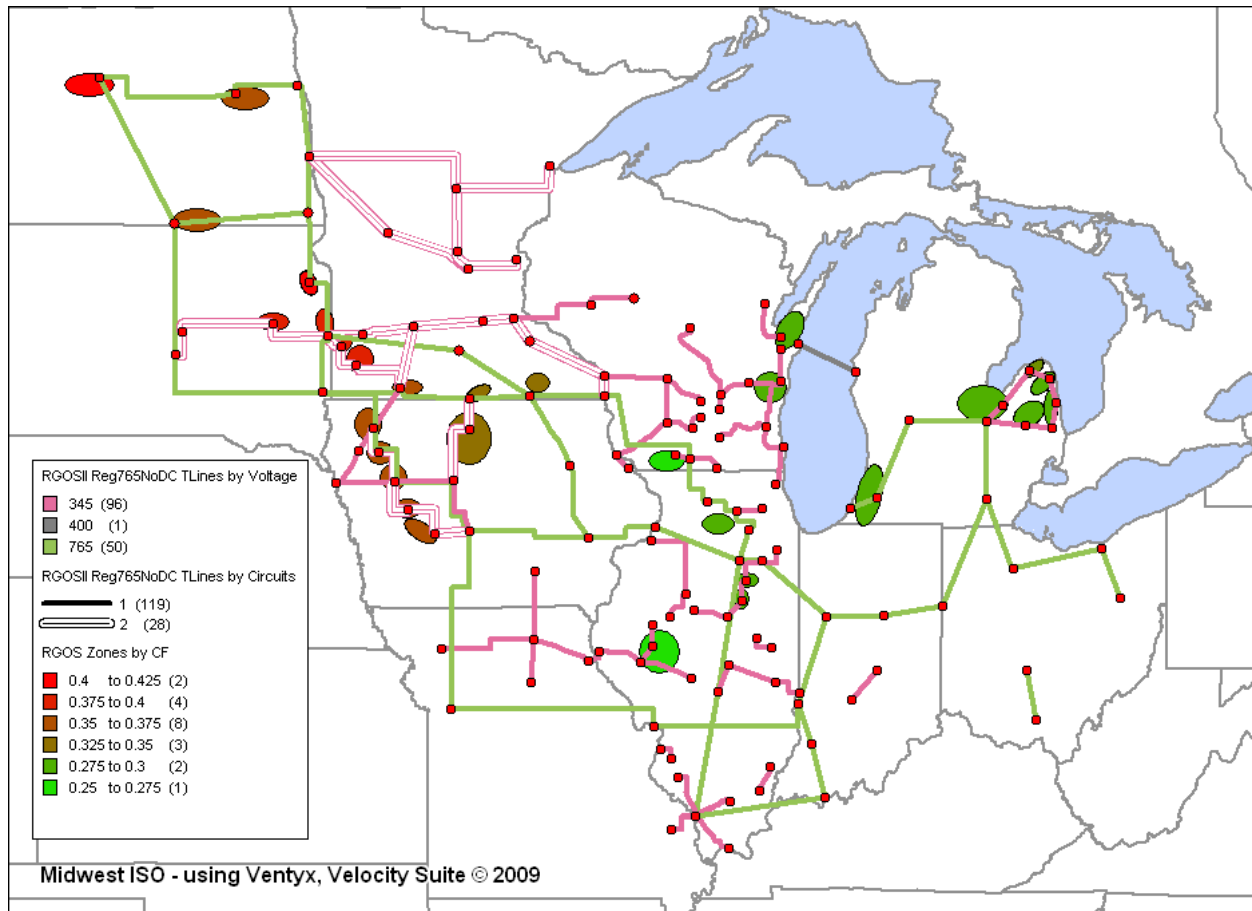 RGOSII Reg765NoDC TLines by Voltage
345 (96)
400 (1)
765 (50)
RGOSII Reg765NoDC TLines by Circuits
1 (119)
2 (28)
RGOS Zones by CF
0.4 to 0.425 (2)
0.375 to 0.4 (4)
0.35 to 0.375 (8)
0.325 to 0.35 (3)
0.275 to 0.3 (2)
0.25 to 0.275 (1)
Midwest ISO - using Ventyx, Velocity Suite © 2009